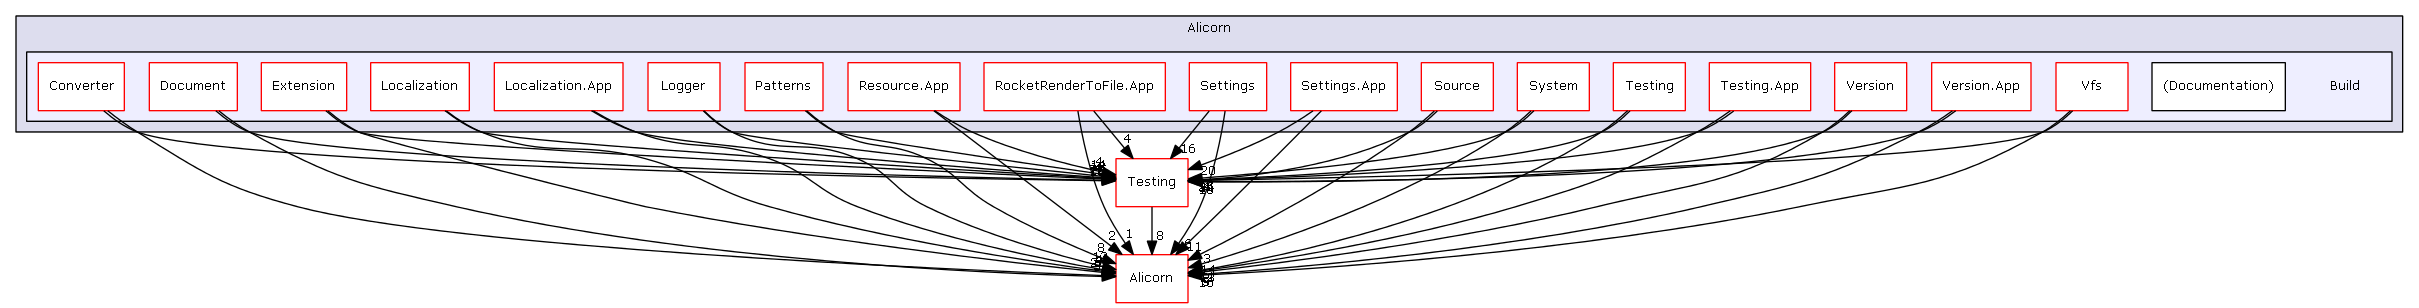 Alicorn
Converter
Document
Extension
Localization
Localization.App
Logger
Patterns
Resource.App
RocketRenderToFile.App
Settings
Settings.App
Source
System
Testing
Testing.App
Version
Version.App
Vfs
(Documentation)
Build
4
16
20
Testing
2
1
8
8
11
Alicorn